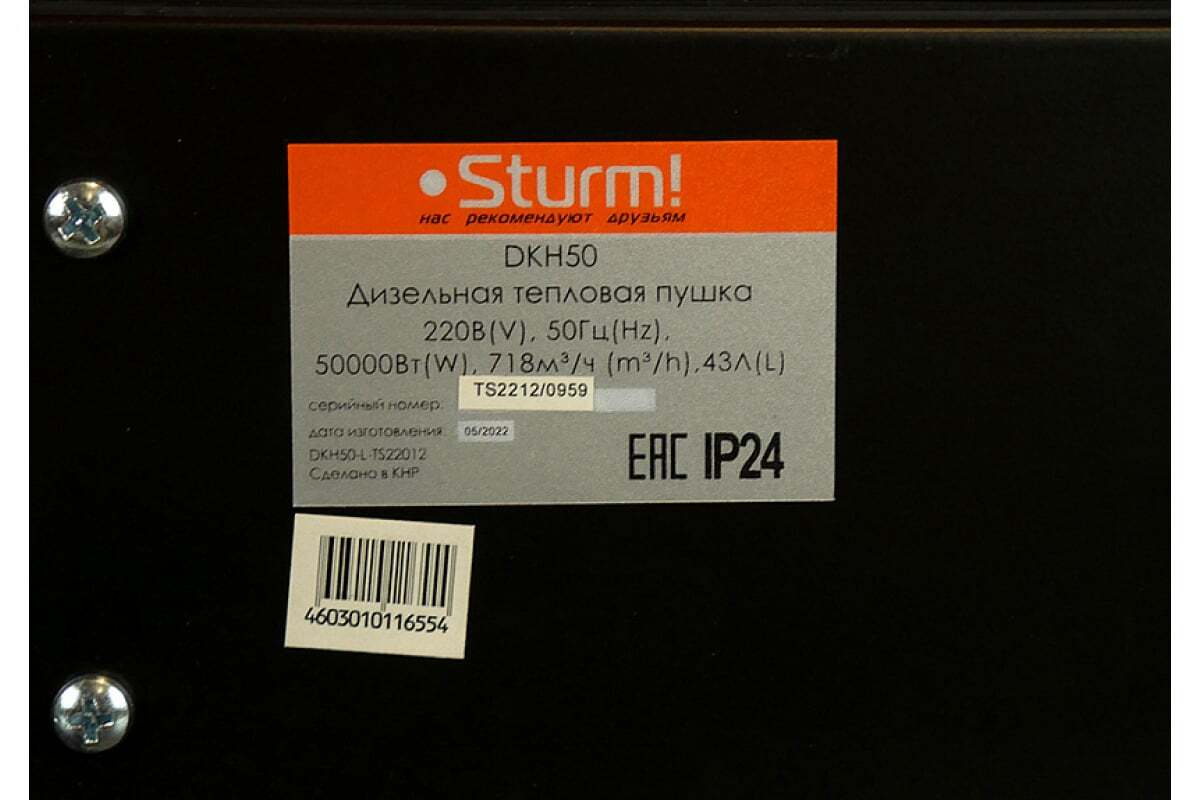 Sturm!
нас рекомендуют друзьям
DKH50
Дизельная тепловая пушка
220В(V), 50Гц(Hz),
50000Вт(W), 718м³/ч (m³/h),43Л(L)
серийный номер: TS2212/0959
дата изготовления: 05/2022
DKH50-L-TS22012
Сделано в КНР
EAC IP24
4603010116554